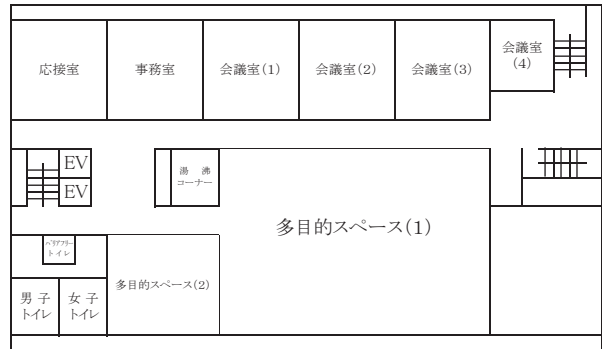 応接室
事務室
会議室(1)
会議室(2)
会議室(3)
会議室
(4)
EV
EV
湯 沸
コーナー
多目的スペース(1)
バリアフリー
トイレ
多目的スペース(2)
男 子
トイレ
女 子
トイレ